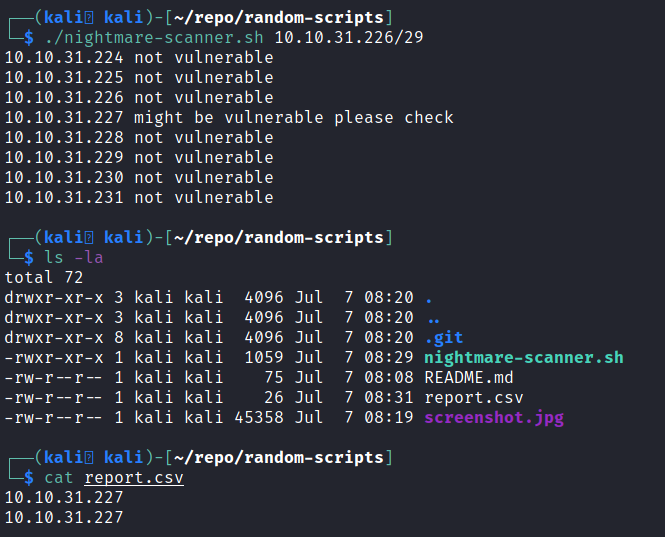 ┌──(kali㉿ kali)-[~/repo/random-scripts]
└─$ ./nightmare-scanner.sh 10.10.31.226/29
10.10.31.224 not vulnerable
10.10.31.225 not vulnerable
10.10.31.226 not vulnerable
10.10.31.227 might be vulnerable please check
10.10.31.228 not vulnerable
10.10.31.229 not vulnerable
10.10.31.230 not vulnerable
10.10.31.231 not vulnerable
┌──(kali㉿ kali)-[~/repo/random-scripts]
└─$ ls -la
total 72
drwxr-xr-x 3 kali kali  4096 Jul  7 08:20 .
drwxr-xr-x 3 kali kali  4096 Jul  7 08:20 ..
drwxr-xr-x 8 kali kali  4096 Jul  7 08:20 .git
-rwxr-xr-x 1 kali kali  1059 Jul  7 08:29 nightmare-scanner.sh
-rw-r--r-- 1 kali kali    75 Jul  7 08:08 README.md
-rw-r--r-- 1 kali kali    26 Jul  7 08:31 report.csv
-rw-r--r-- 1 kali kali 45358 Jul  7 08:19 screenshot.jpg
┌──(kali㉿ kali)-[~/repo/random-scripts]
└─$ cat report.csv
10.10.31.227
10.10.31.227